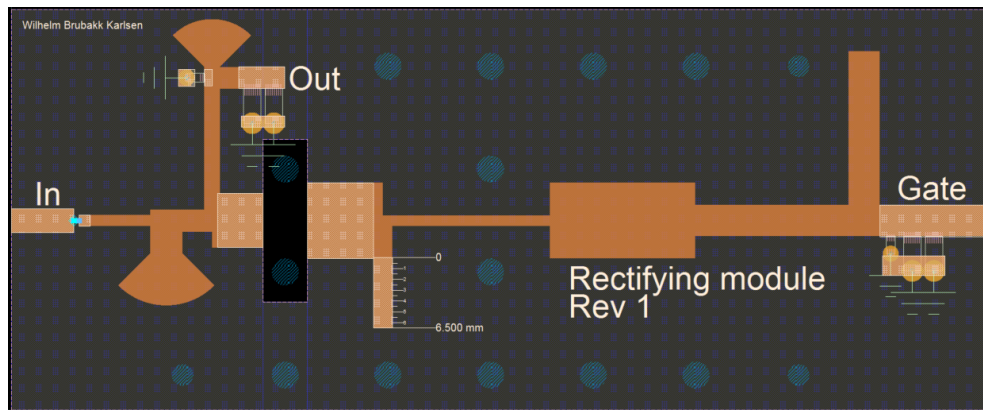 Wilhelm Brubakk Karlsen
Out
In
Gate
0
6.500 mm
Rectifying module
Rev 1